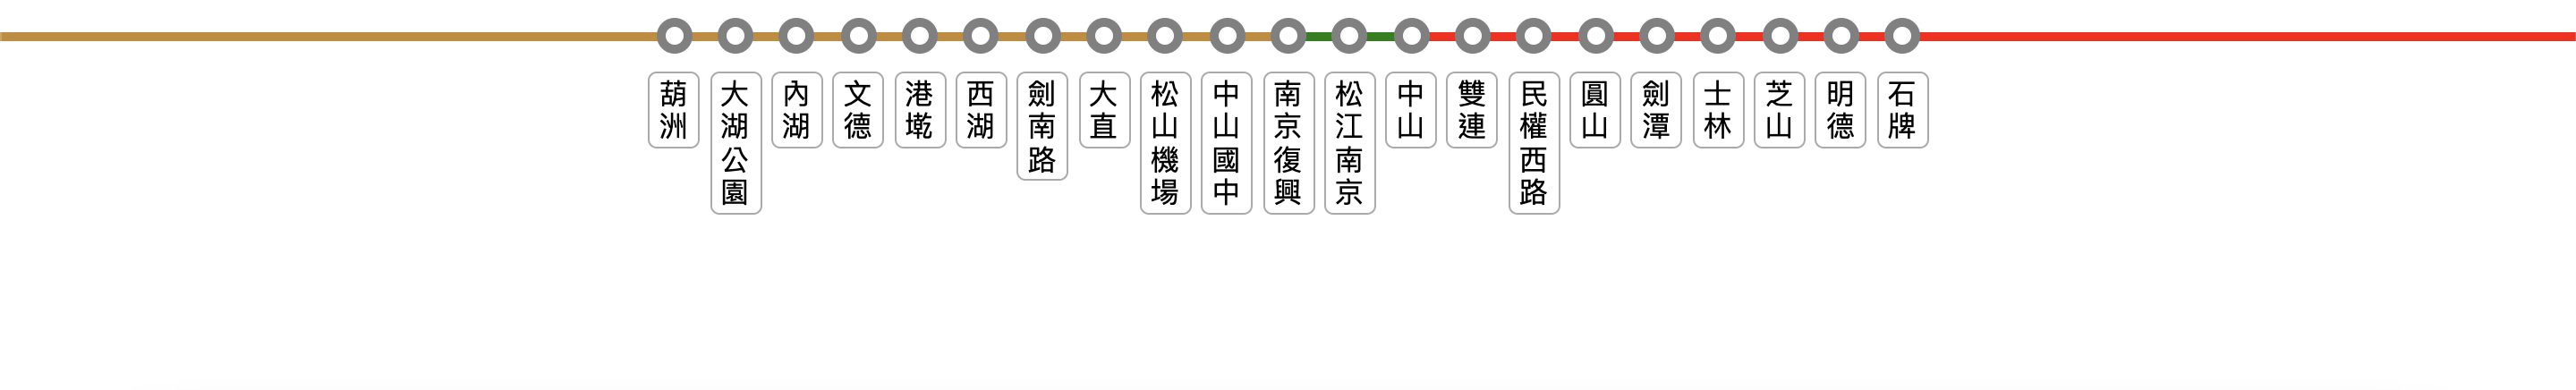 葫洲
大湖公園
內湖
文德
港墘
西湖
劍南路
大直
松山機場
中山國中
南京復興
松江南京
中山
雙連
民權西路
圓山
劍潭
士林
芝山
明德
石牌